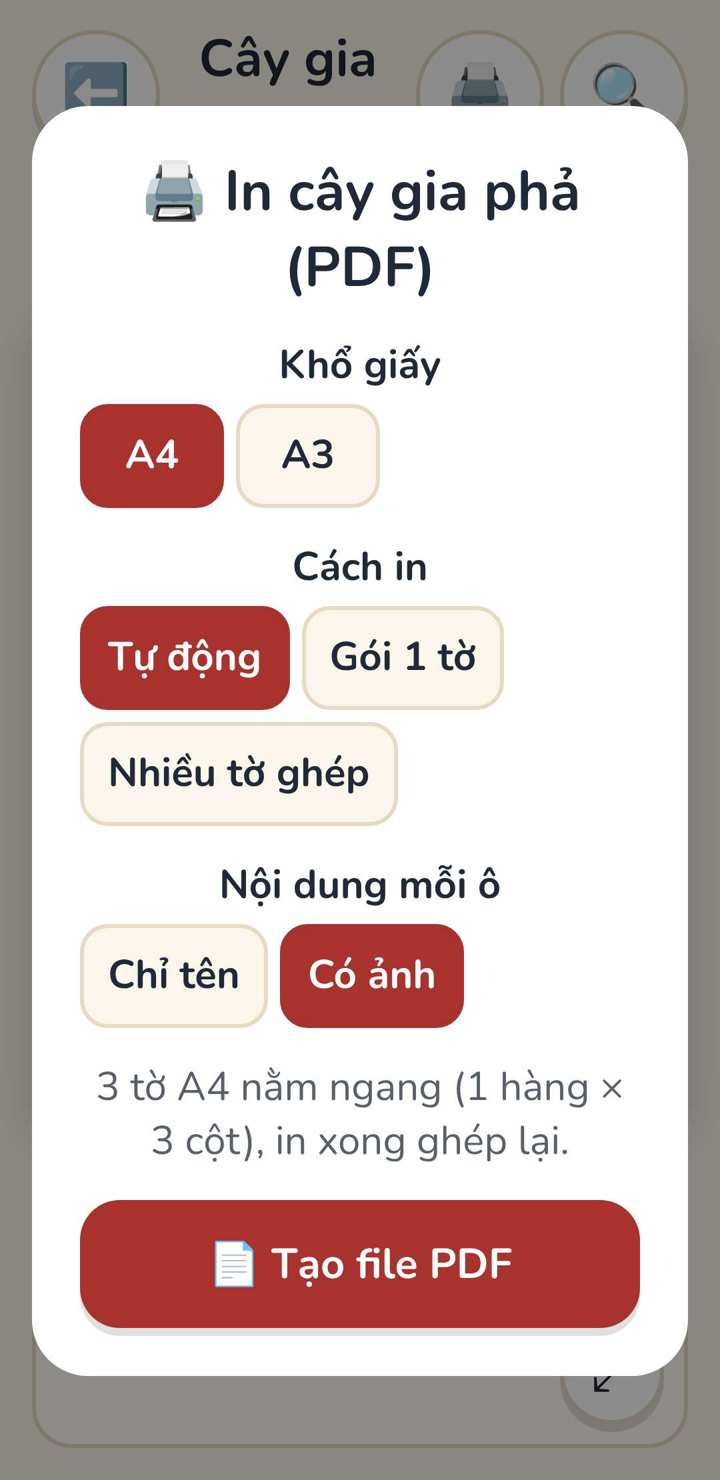 Cây gia
In cây gia phả
(PDF)
Khổ giấy
A4 A3
Cách in
Tự động Gói 1 tờ
Nhiều tờ ghép
Nội dung mỗi ô
Chỉ tên Có ảnh
3 tờ A4 nằm ngang (1 hàng ×
3 cột), in xong ghép lại.
Tạo file PDF